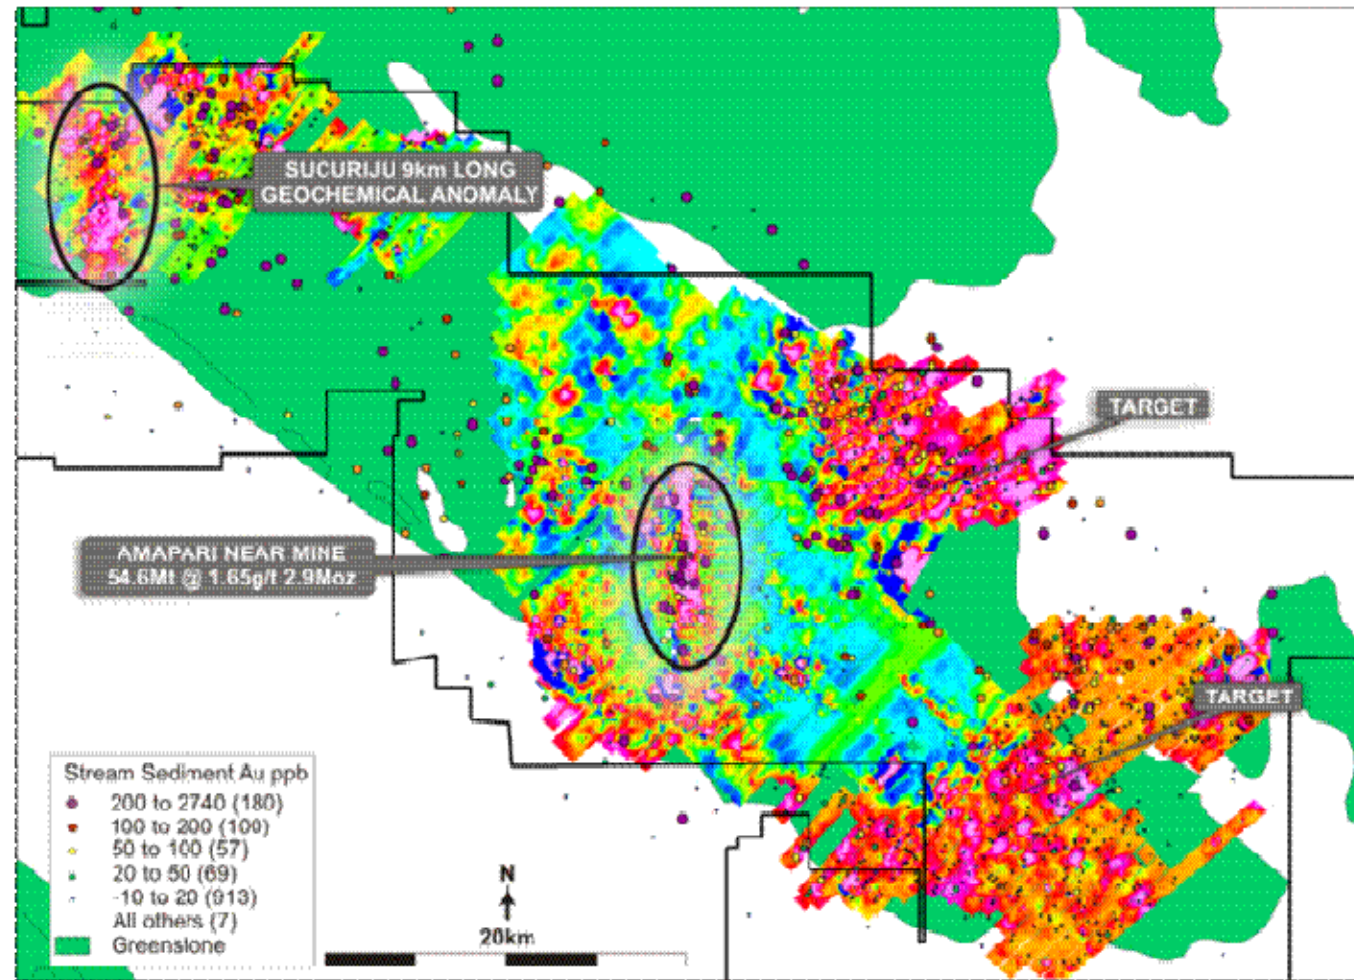 SUCURIJU 9km LONG
GEOCHEMICAL ANOMALY
TARGET
AMAPARI NEAR MINE
54.6Mt @ 1.65g/t 2.9Moz
TARGET
Stream Sediment Au ppb
200 to 2740 (180)
100 to 200 (100)
50 to 100 (57)
20 to 50 (69)
-10 to 20 (913)
All others (7)
Greenslone
N
20km